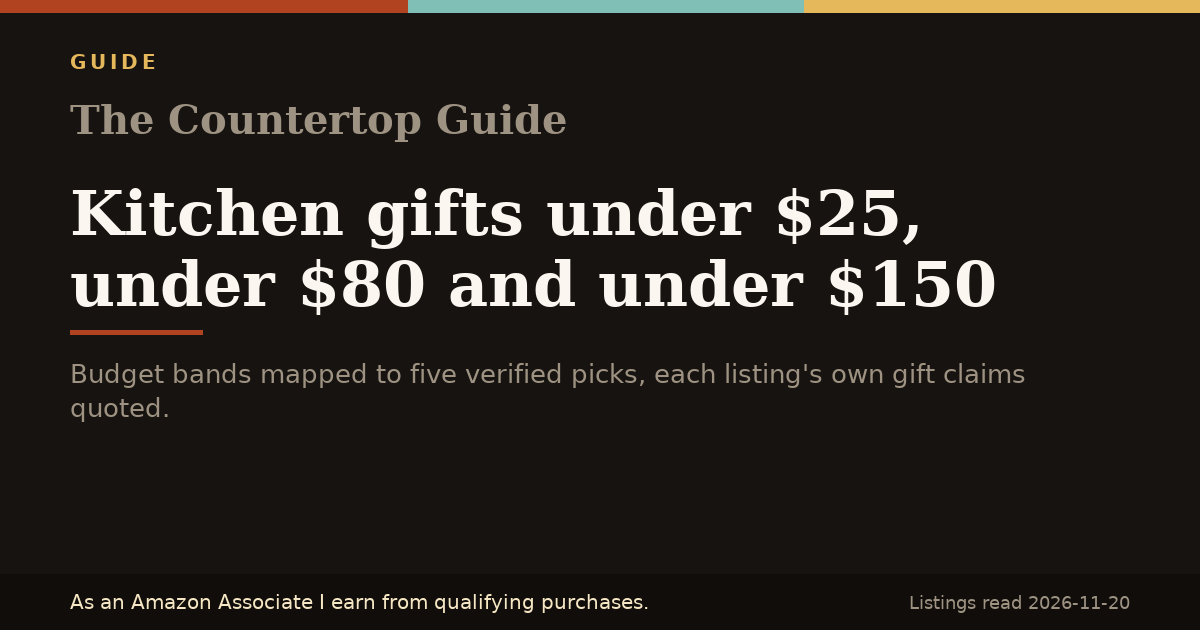 GUIDE
The Countertop Guide
Kitchen gifts under $25,
under $80 and under $150
Budget bands mapped to five verified picks, each listing's own gift claims
quoted.
As an Amazon Associate I earn from qualifying purchases.
Listings read 2026-11-20